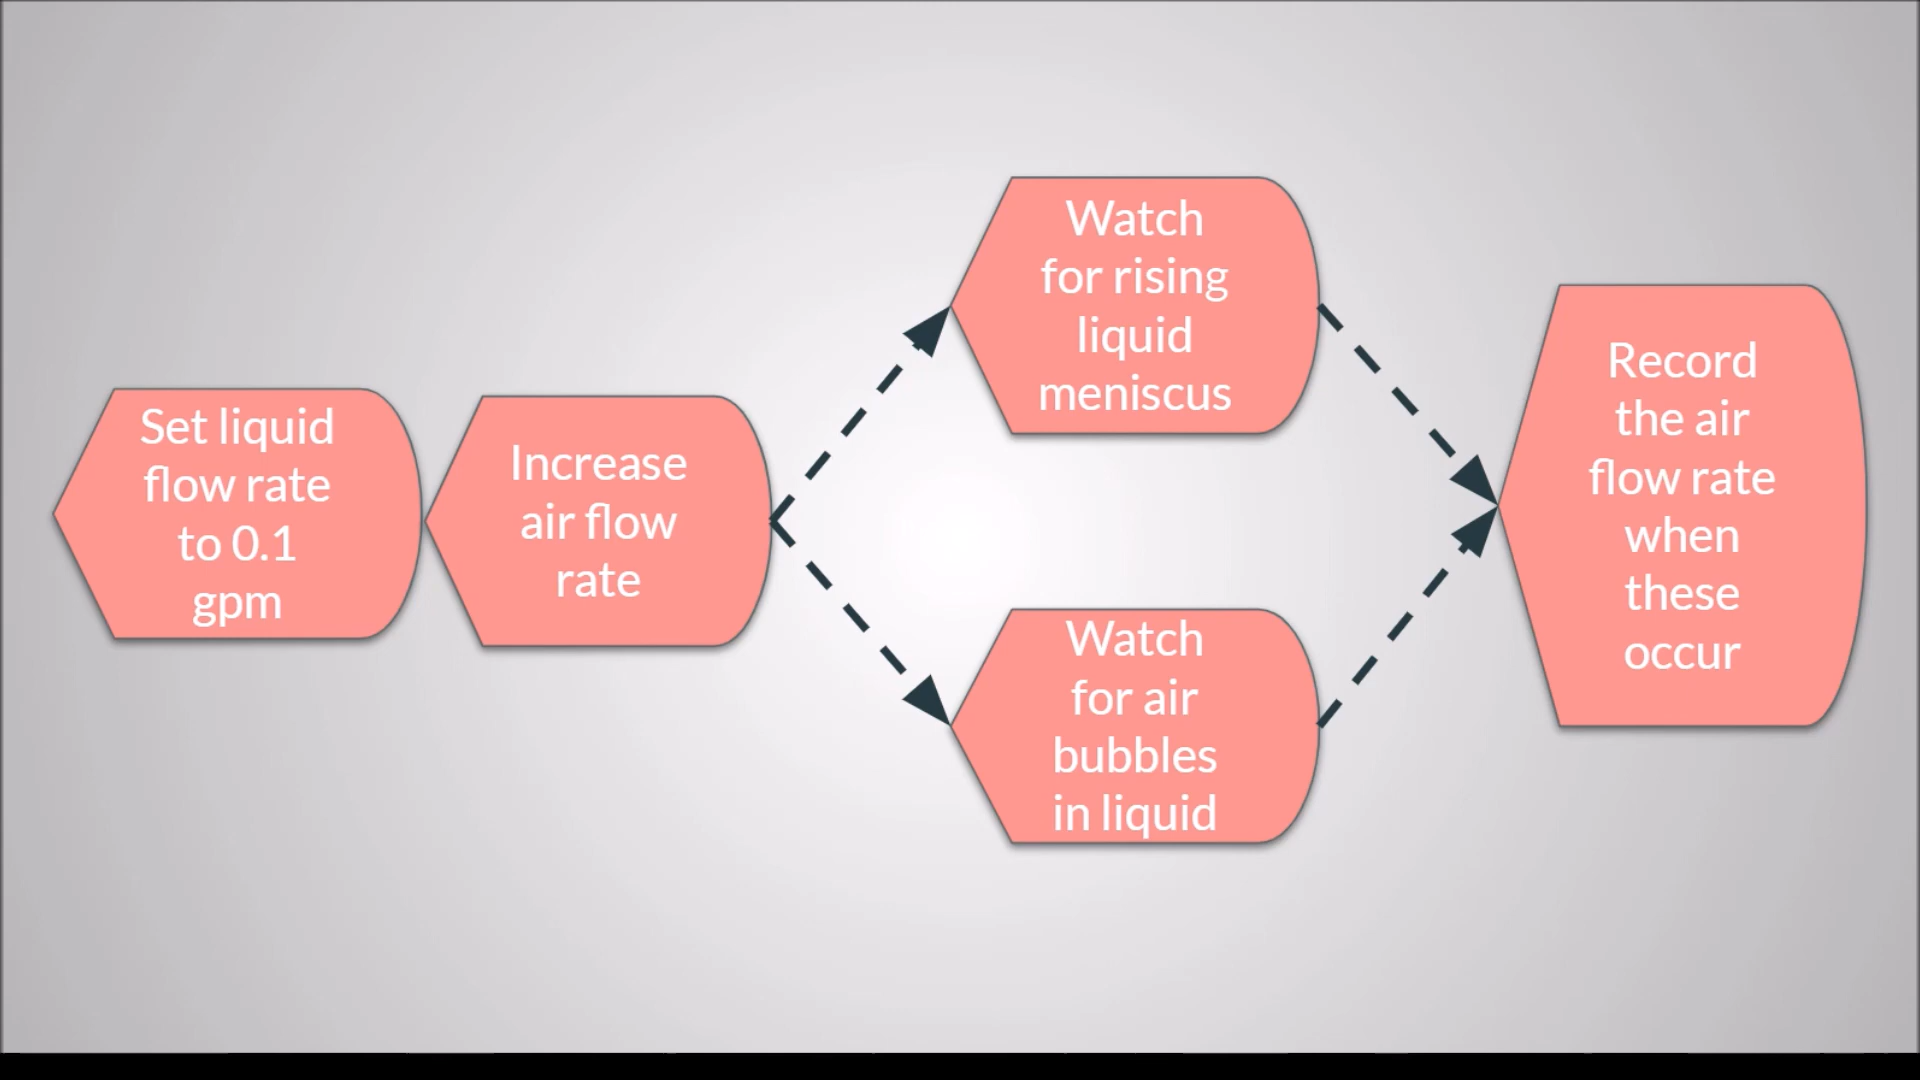 Set liquid
flow rate
to 0.1
gpm
Increase
air flow
rate
Watch
for rising
liquid
meniscus
Watch
for air
bubbles
in liquid
Record
the air
flow rate
when
these
occur